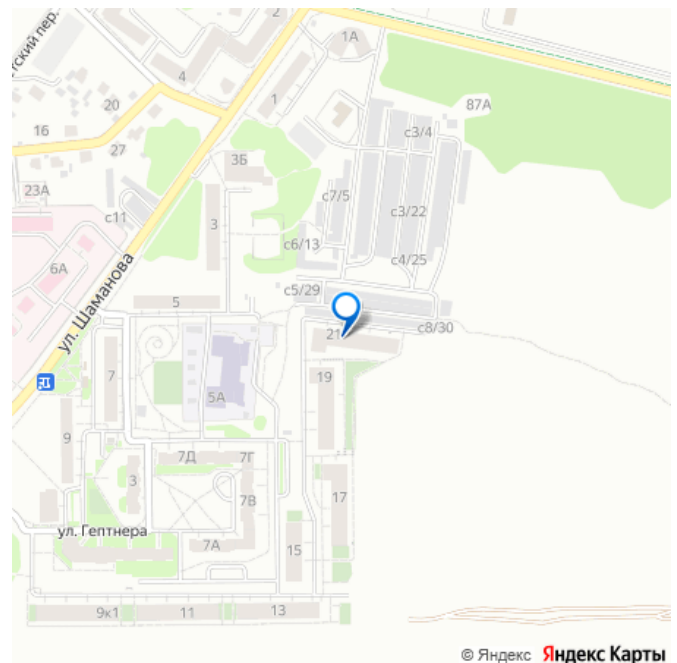 тский пер.
2
1А
4
1
20
16
27
87А
с3/4
3Б
23А
с11
с7/5
с3/22
3
6А
с6/13
с4/25
ул. Шаманова
5
с5/29
21
с8/30
7
5А
19
9
7Д
7Г
3
7В
17
ул. Гептнера
7А
15
9к1
11
13
© Яндекс Яндекс Карты